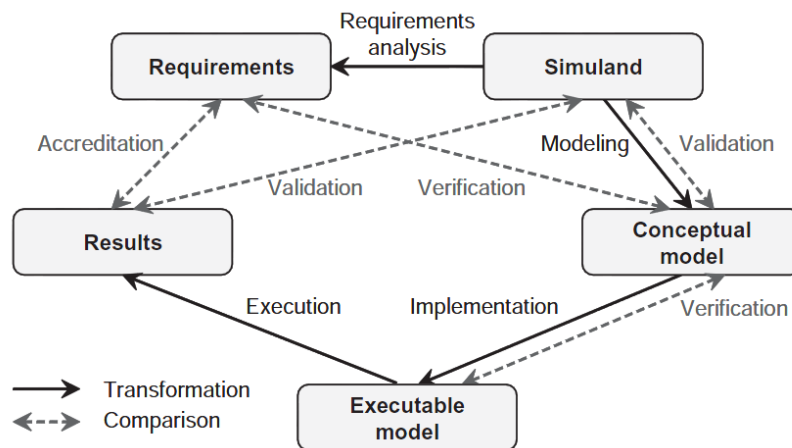 Requirements
analysis
Requirements
Simuland
Accreditation
Modeling
Validation
Validation
Verification
Results
Conceptual
model
Execution
Implementation
Verification
Transformation
Comparison
Executable
model